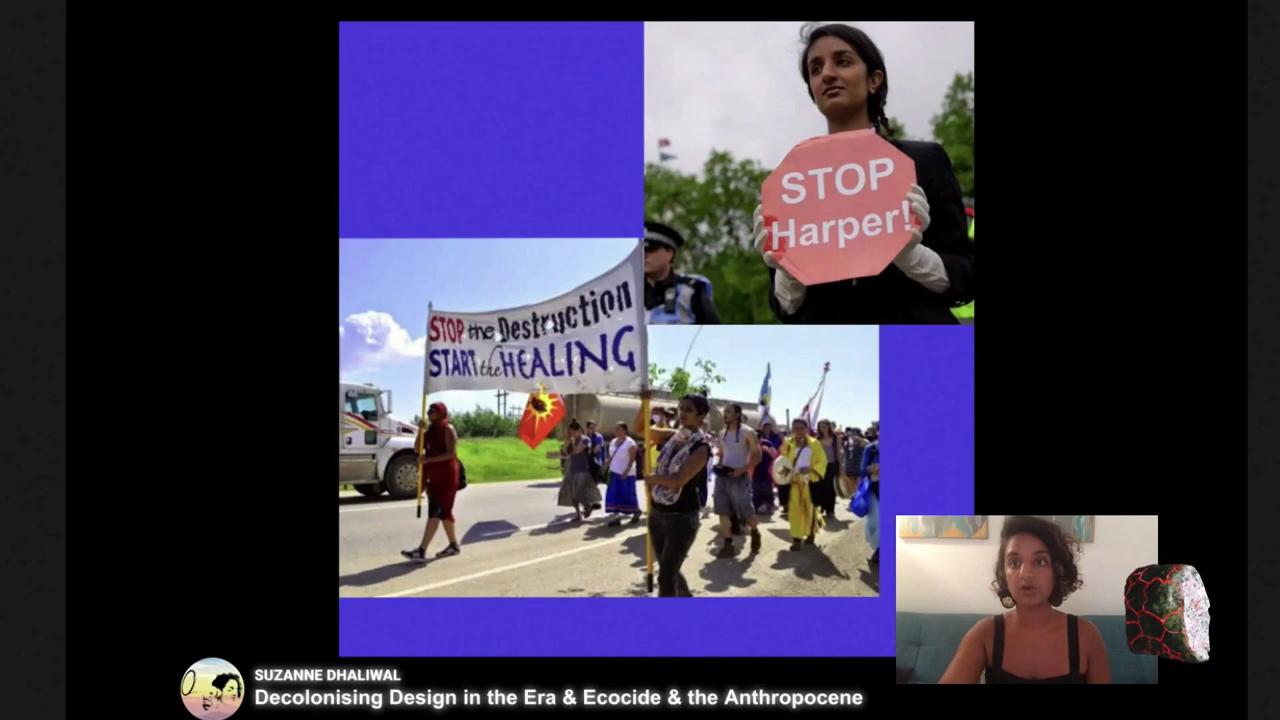 STOP
Harper!
STOP the Destruction
START the HEALING
SUZANNE DHALIWAL
Decolonising Design in the Era & Ecocide & the Anthropocene